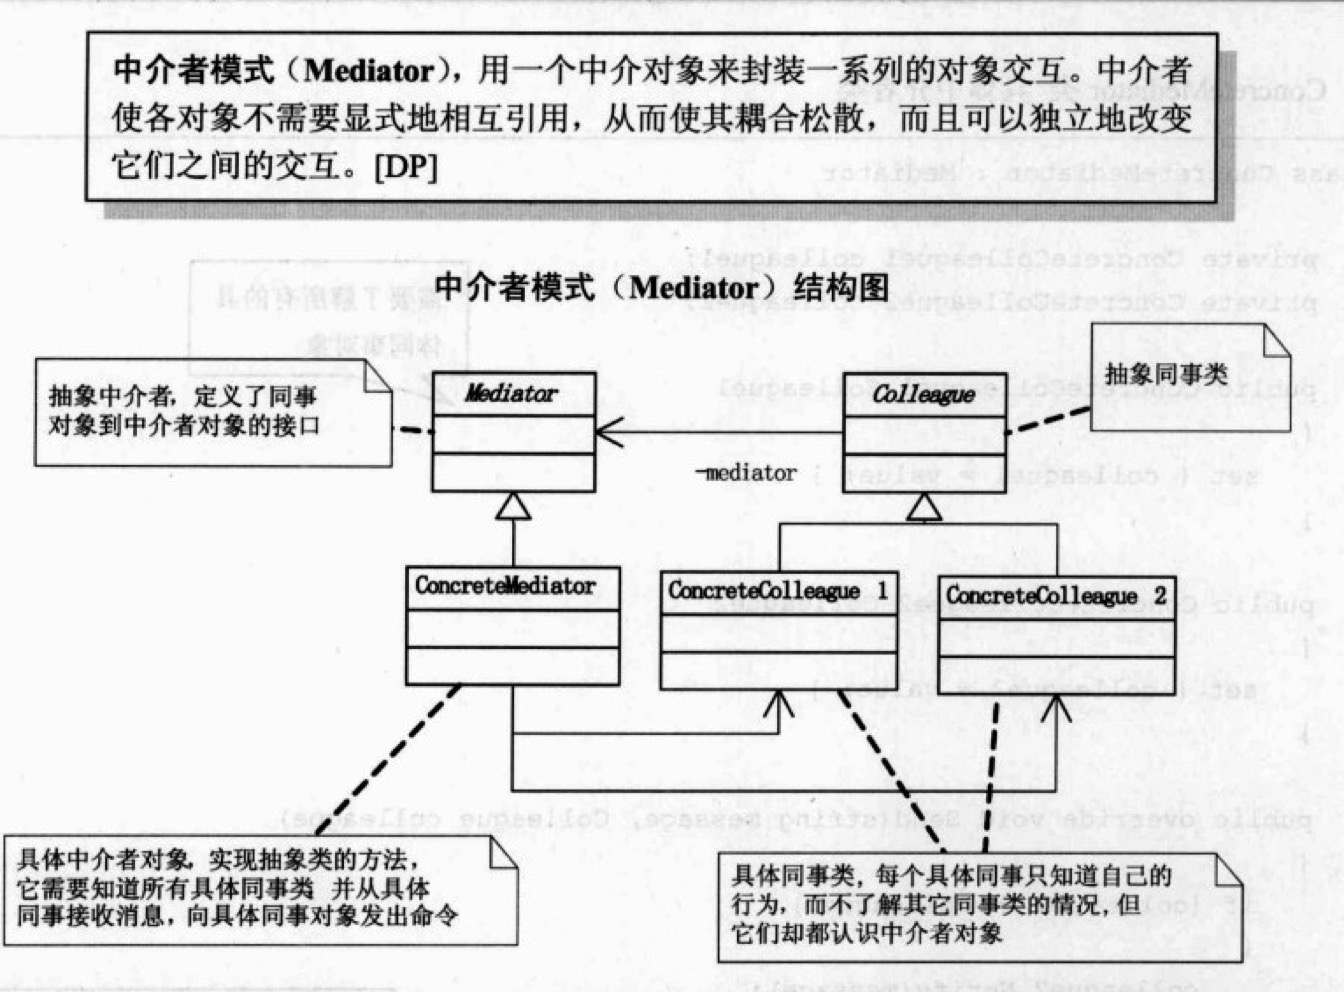 中介者模式（Mediator），用一个中介对象来封装一系列的对象交互。中介者
使各对象不需要显式地相互引用，从而使其耦合松散，而且可以独立地改变
它们之间的交互。[DP]
中介者模式（Mediator）结构图
抽象中介者，定义了同事
对象到中介者对象的接口
Mediator
Colleague
抽象同事类
-mediator
ConcreteMediator
ConcreteColleague 1
ConcreteColleague 2
具体中介者对象，实现抽象类的方法，
它需要知道所有具体同事类 并从具体
同事接收消息，向具体同事对象发出命令
具体同事类，每个具体同事只知道自己的
行为，而不了解其它同事类的情况，但
它们却都认识中介者对象